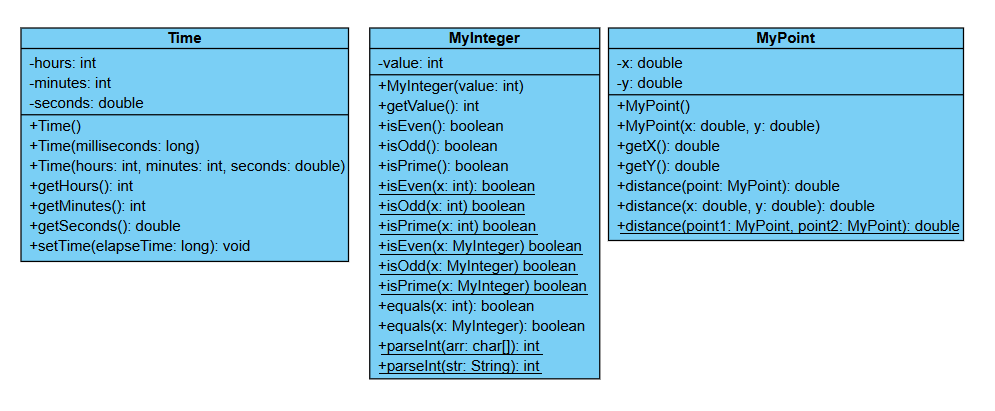 Time
-hours: int
-minutes: int
-seconds: double
+Time()
+Time(milliseconds: long)
+Time(hours: int, minutes: int, seconds: double)
+getHours(): int
+getMinutes(): int
+getSeconds(): double
+setTime(elapseTime: long): void
MyInteger
-value: int
+MyInteger(value: int)
+getValue(): int
+isEven(): boolean
+isOdd(): boolean
+isPrime(): boolean
+isEven(x: int): boolean
+isOdd(x: int) boolean
+isPrime(x: int) boolean
+isEven(x: MyInteger) boolean
+isOdd(x: MyInteger) boolean
+isPrime(x: MyInteger) boolean
+equals(x: int): boolean
+equals(x: MyInteger): boolean
+parseInt(arr: char[]): int
+parseInt(str: String): int
MyPoint
-x: double
-y: double
+MyPoint()
+MyPoint(x: double, y: double)
+getX(): double
+getY(): double
+distance(point: MyPoint): double
+distance(x: double, y: double): double
+distance(point1: MyPoint, point2: MyPoint): double